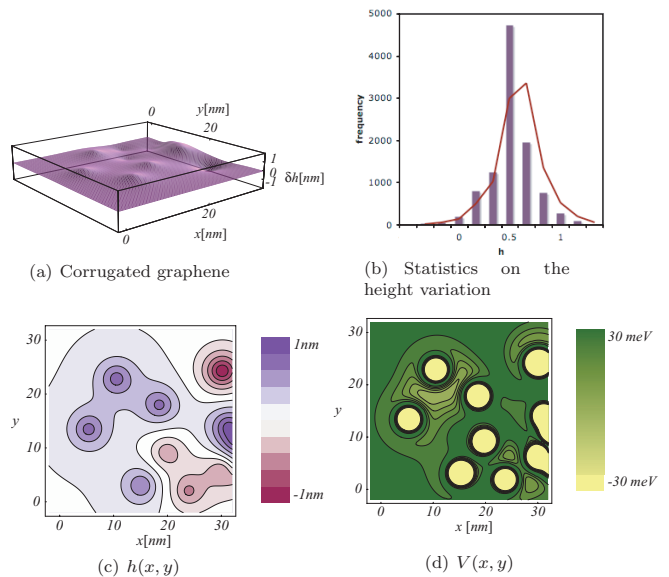 0
y[nm]
20
1
0
δh[nm]
-1
20
x[nm]
0
(a) Corrugated graphene
5000
4000
3000
2000
1000
0
frequency
0
0.5
1
h
(b) Statistics on the
height variation
30
20
y
10
0
0
10
20
30
x[nm]
1nm
-1nm
(c) h(x, y)
30
20
y
10
0
0
10
20
30
x [nm]
30 meV
-30 meV
(d) V(x, y)